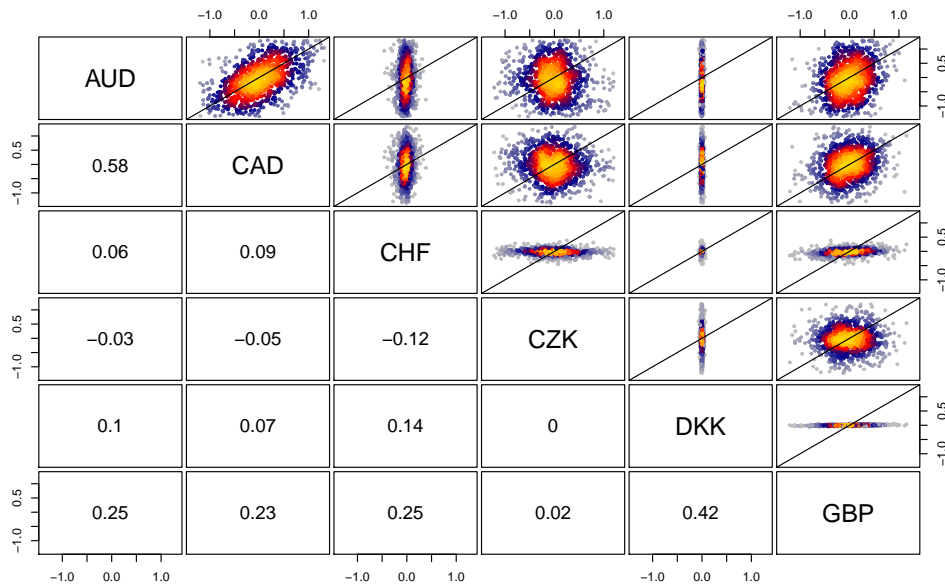 −1.0 0.0 1.0 −1.0 0.0 1.0 −1.0 0.0 1.0
AUD −1.0 0.5
−1.0 0.5 0.58 CAD
0.06 0.09 CHF −1.0 0.5
−1.0 0.5 −0.03 −0.05 −0.12 CZK
0.1 0.07 0.14 0 DKK −1.0 0.5
−1.0 0.5 0.25 0.23 0.25 0.02 0.42 GBP
−1.0 0.0 1.0 −1.0 0.0 1.0 −1.0 0.0 1.0